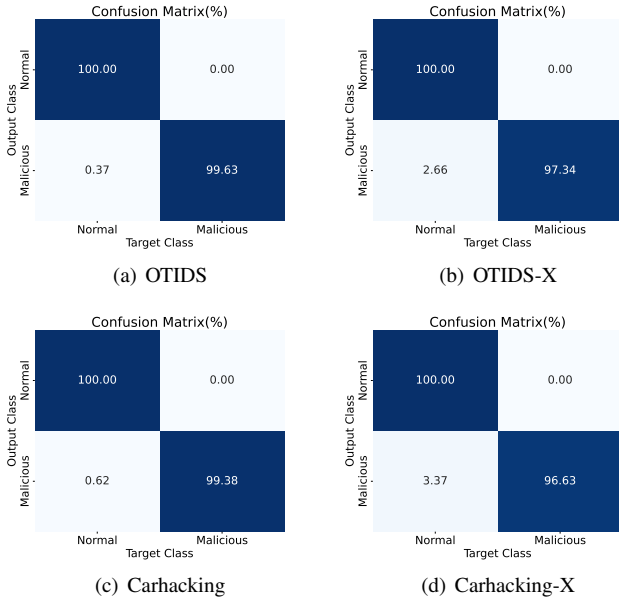 Confusion Matrix(%)
Output Class
Normal
Malicious
100.00 0.00
0.37 99.63
Normal Malicious
Target Class
(a) OTIDS
Confusion Matrix(%)
Output Class
Normal
Malicious
100.00 0.00
2.66 97.34
Normal Malicious
Target Class
(b) OTIDS-X
Confusion Matrix(%)
Output Class
Normal
Malicious
100.00 0.00
0.62 99.38
Normal Malicious
Target Class
(c) Carhacking
Confusion Matrix(%)
Output Class
Normal
Malicious
100.00 0.00
3.37 96.63
Normal Malicious
Target Class
(d) Carhacking-X